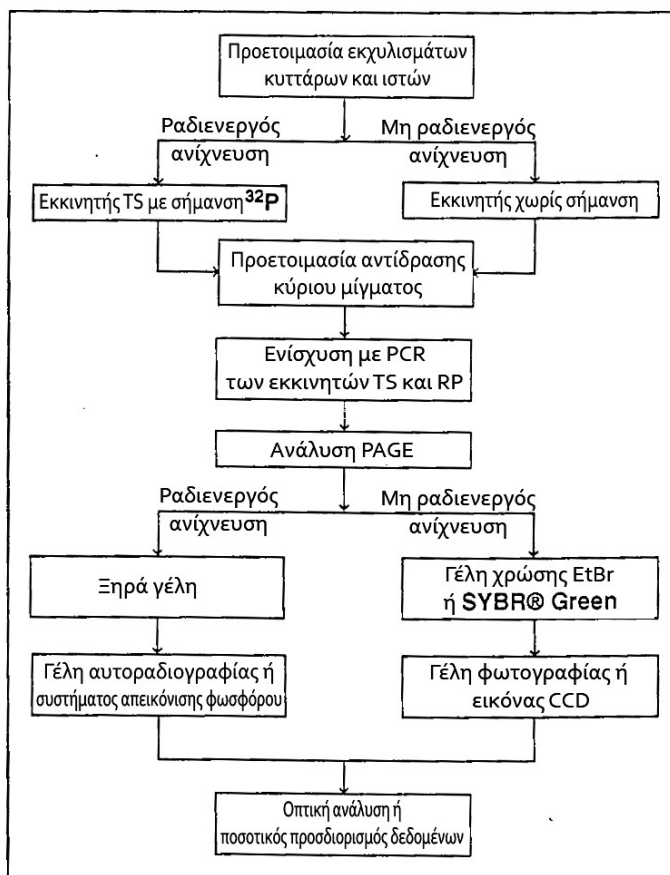 Προετοιμασία εκχυλισμάτων
κυττάρων και ιστών
Ραδιενεργός
ανίχνευση
Μη ραδιενεργός
ανίχνευση
Εκκινητής TS με σήμανση ³²P
Εκκινητής χωρίς σήμανση
Προετοιμασία αντίδρασης
κύριου μίγματος
Ενίσχυση με PCR
των εκκινητών TS και RP
Ανάλυση PAGE
Ραδιενεργός
ανίχνευση
Μη ραδιενεργός
ανίχνευση
Ξηρά γέλη
Γέλη χρώσης EtBr
ή SYBR® Green
Γέλη αυτοραδιογραφίας ή
συστήματος απεικόνισης φωσφόρου
Γέλη φωτογραφίας ή
εικόνας CCD
Οπτική ανάλυση ή
ποσοτικός προσδιορισμός δεδομένων